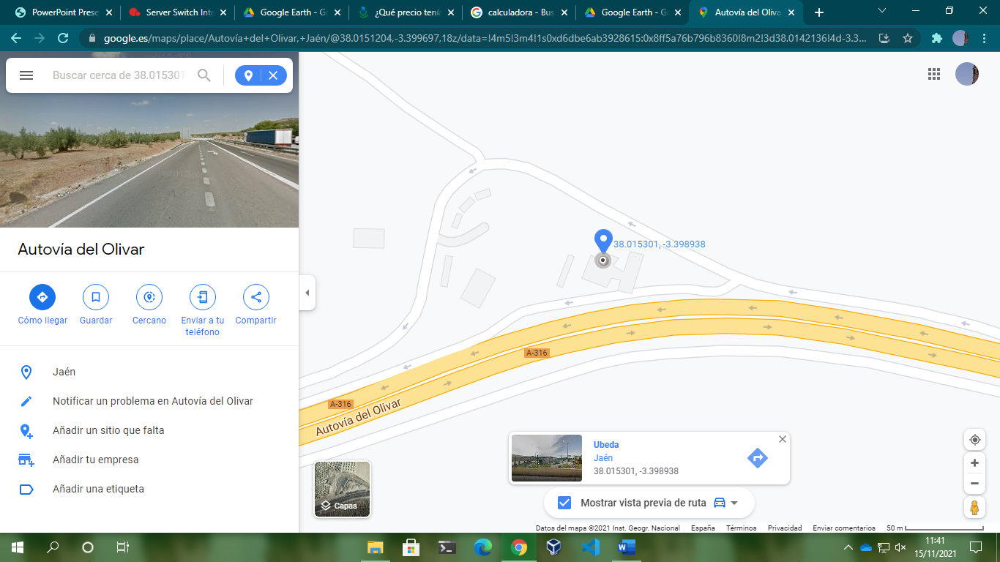 PowerPoint Prese
Server Switch Inte
Google Earth - Go
¿Qué precio tenía
calculadora - Bus
Google Earth - Go
Autovía del Oliva
google.es/maps/place/Autovía+del+Olivar,+Jaén/@38.0151204,-3.399697,18z/data=!4m5!3m4!1s0xd6dbe6ab3928615:0x8ff5a76b796b8360!8m2!3d38.0142136!4d-3.3...
Buscar cerca de 38.015301
Autovía del Olivar
Cómo llegar
Guardar
Cercano
Enviar a tu
teléfono
Compartir
Jaén
Notificar un problema en Autovía del Olivar
Añadir un sitio que falta
Añadir tu empresa
Añadir una etiqueta
38.015301, -3.398938
A-316
A-316
Autovía del Olivar
Capas
Ubeda
Jaén
38.015301, -3.398938
Mostrar vista previa de ruta
Datos del mapa ©2021 Inst. Geogr. Nacional
España
Términos
Privacidad
Enviar comentarios
50 m
11:41
15/11/2021